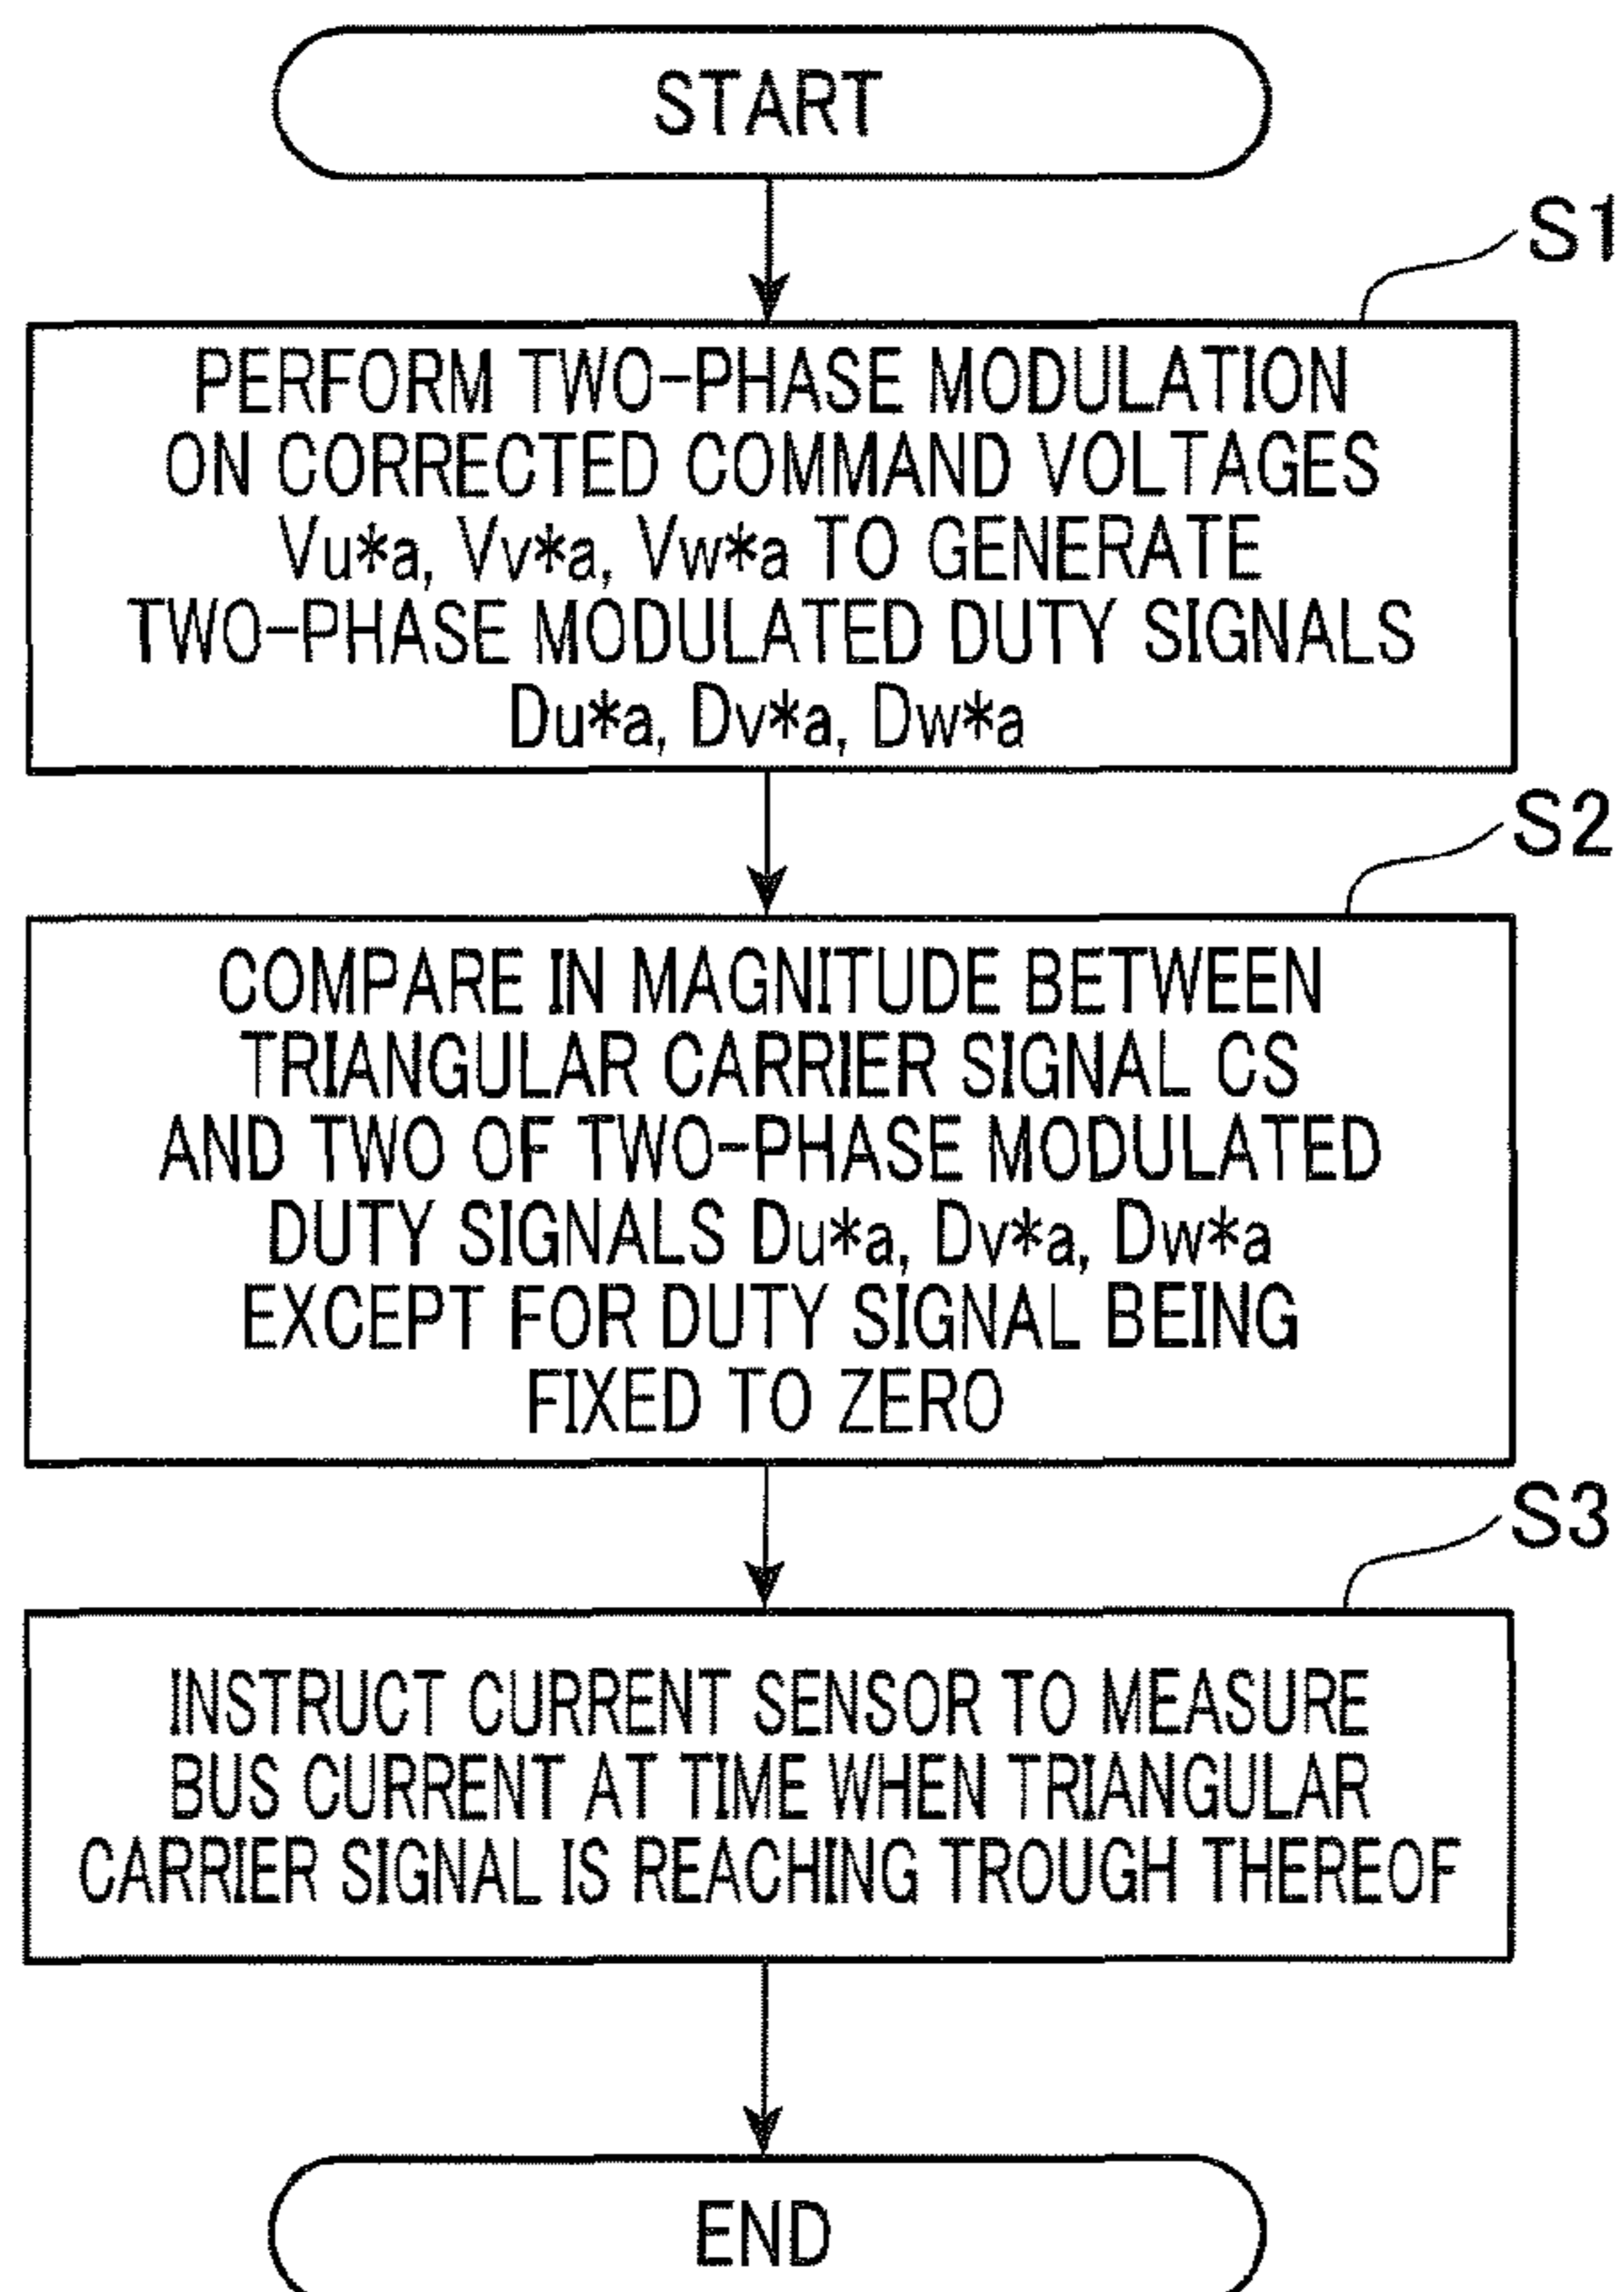 START
S1
PERFORM TWO-PHASE MODULATION
ON CORRECTED COMMAND VOLTAGES
Vu*a, Vv*a, Vw*a TO GENERATE
TWO-PHASE MODULATED DUTY SIGNALS
Du*a, Dv*a, Dw*a
S2
COMPARE IN MAGNITUDE BETWEEN
TRIANGULAR CARRIER SIGNAL CS
AND TWO OF TWO-PHASE MODULATED
DUTY SIGNALS Du*a, Dv*a, Dw*a
EXCEPT FOR DUTY SIGNAL BEING
FIXED TO ZERO
S3
INSTRUCT CURRENT SENSOR TO MEASURE
BUS CURRENT AT TIME WHEN TRIANGULAR
CARRIER SIGNAL IS REACHING TROUGH THEREOF
END